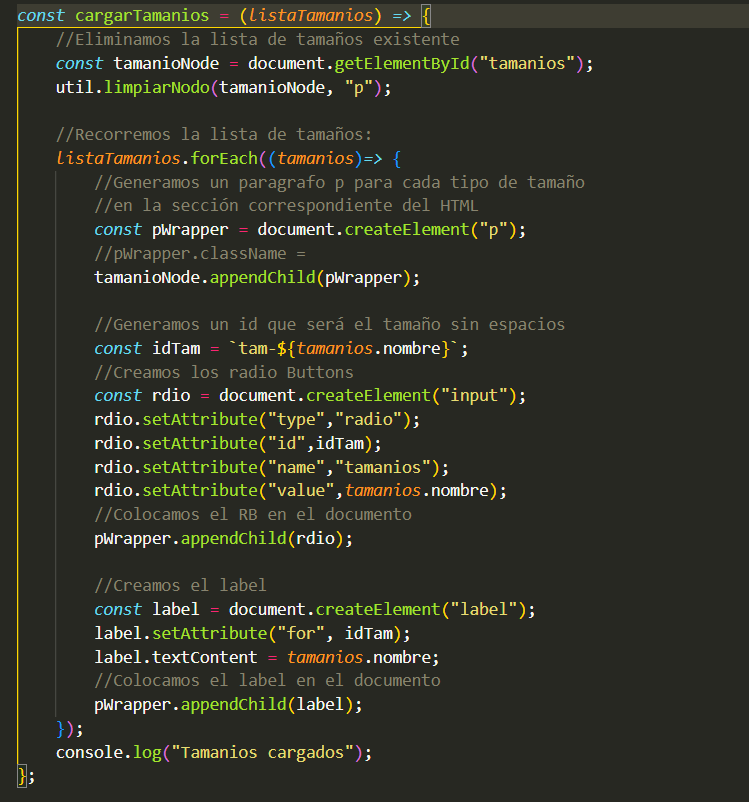 const cargarTamanios = (listaTamanios) => {
    //Eliminamos la lista de tamaños existente
    const tamanioNode = document.getElementById("tamanios");
    util.limpiarNodo(tamanioNode, "p");

    //Recorremos la lista de tamaños:
    listaTamanios.forEach((tamanios)=> {
        //Generamos un paragrafo p para cada tipo de tamaño
        //en la sección correspondiente del HTML
        const pWrapper = document.createElement("p");
        //pWrapper.className =
        tamanioNode.appendChild(pWrapper);

        //Generamos un id que será el tamaño sin espacios
        const idTam = `tam-${tamanios.nombre}`;
        //Creamos los radio Buttons
        const rdio = document.createElement("input");
        rdio.setAttribute("type","radio");
        rdio.setAttribute("id",idTam);
        rdio.setAttribute("name","tamanios");
        rdio.setAttribute("value",tamanios.nombre);
        //Colocamos el RB en el documento
        pWrapper.appendChild(rdio);

        //Creamos el label
        const label = document.createElement("label");
        label.setAttribute("for", idTam);
        label.textContent = tamanios.nombre;
        //Colocamos el label en el documento
        pWrapper.appendChild(label);
    });
    console.log("Tamanios cargados");
};